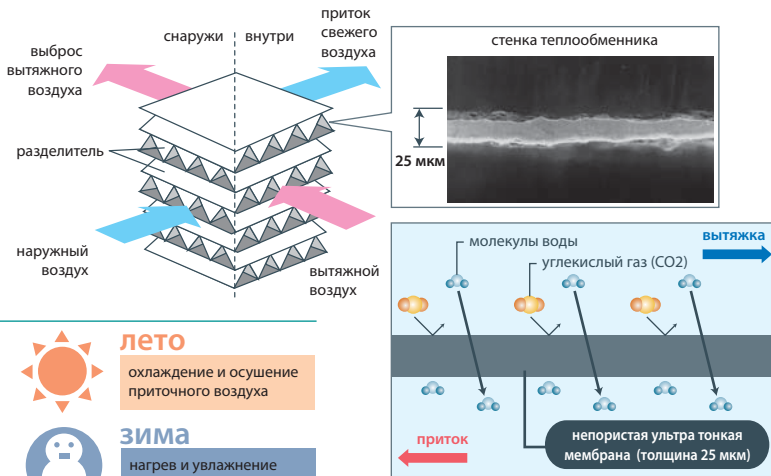 снаружи
внутри
приток
свежего
воздуха
выброс
вытяжного
воздуха
разделитель
наружный
воздух
вытяжной
воздух
стенка теплообменника
25 мкм
молекулы воды
углекислый газ (CO2)
вытяжка
приток
непористая ультра тонкая
мембрана (толщина 25 мкм)
лето
охлаждение и осушение
приточного воздуха
зима
нагрев и увлажнение